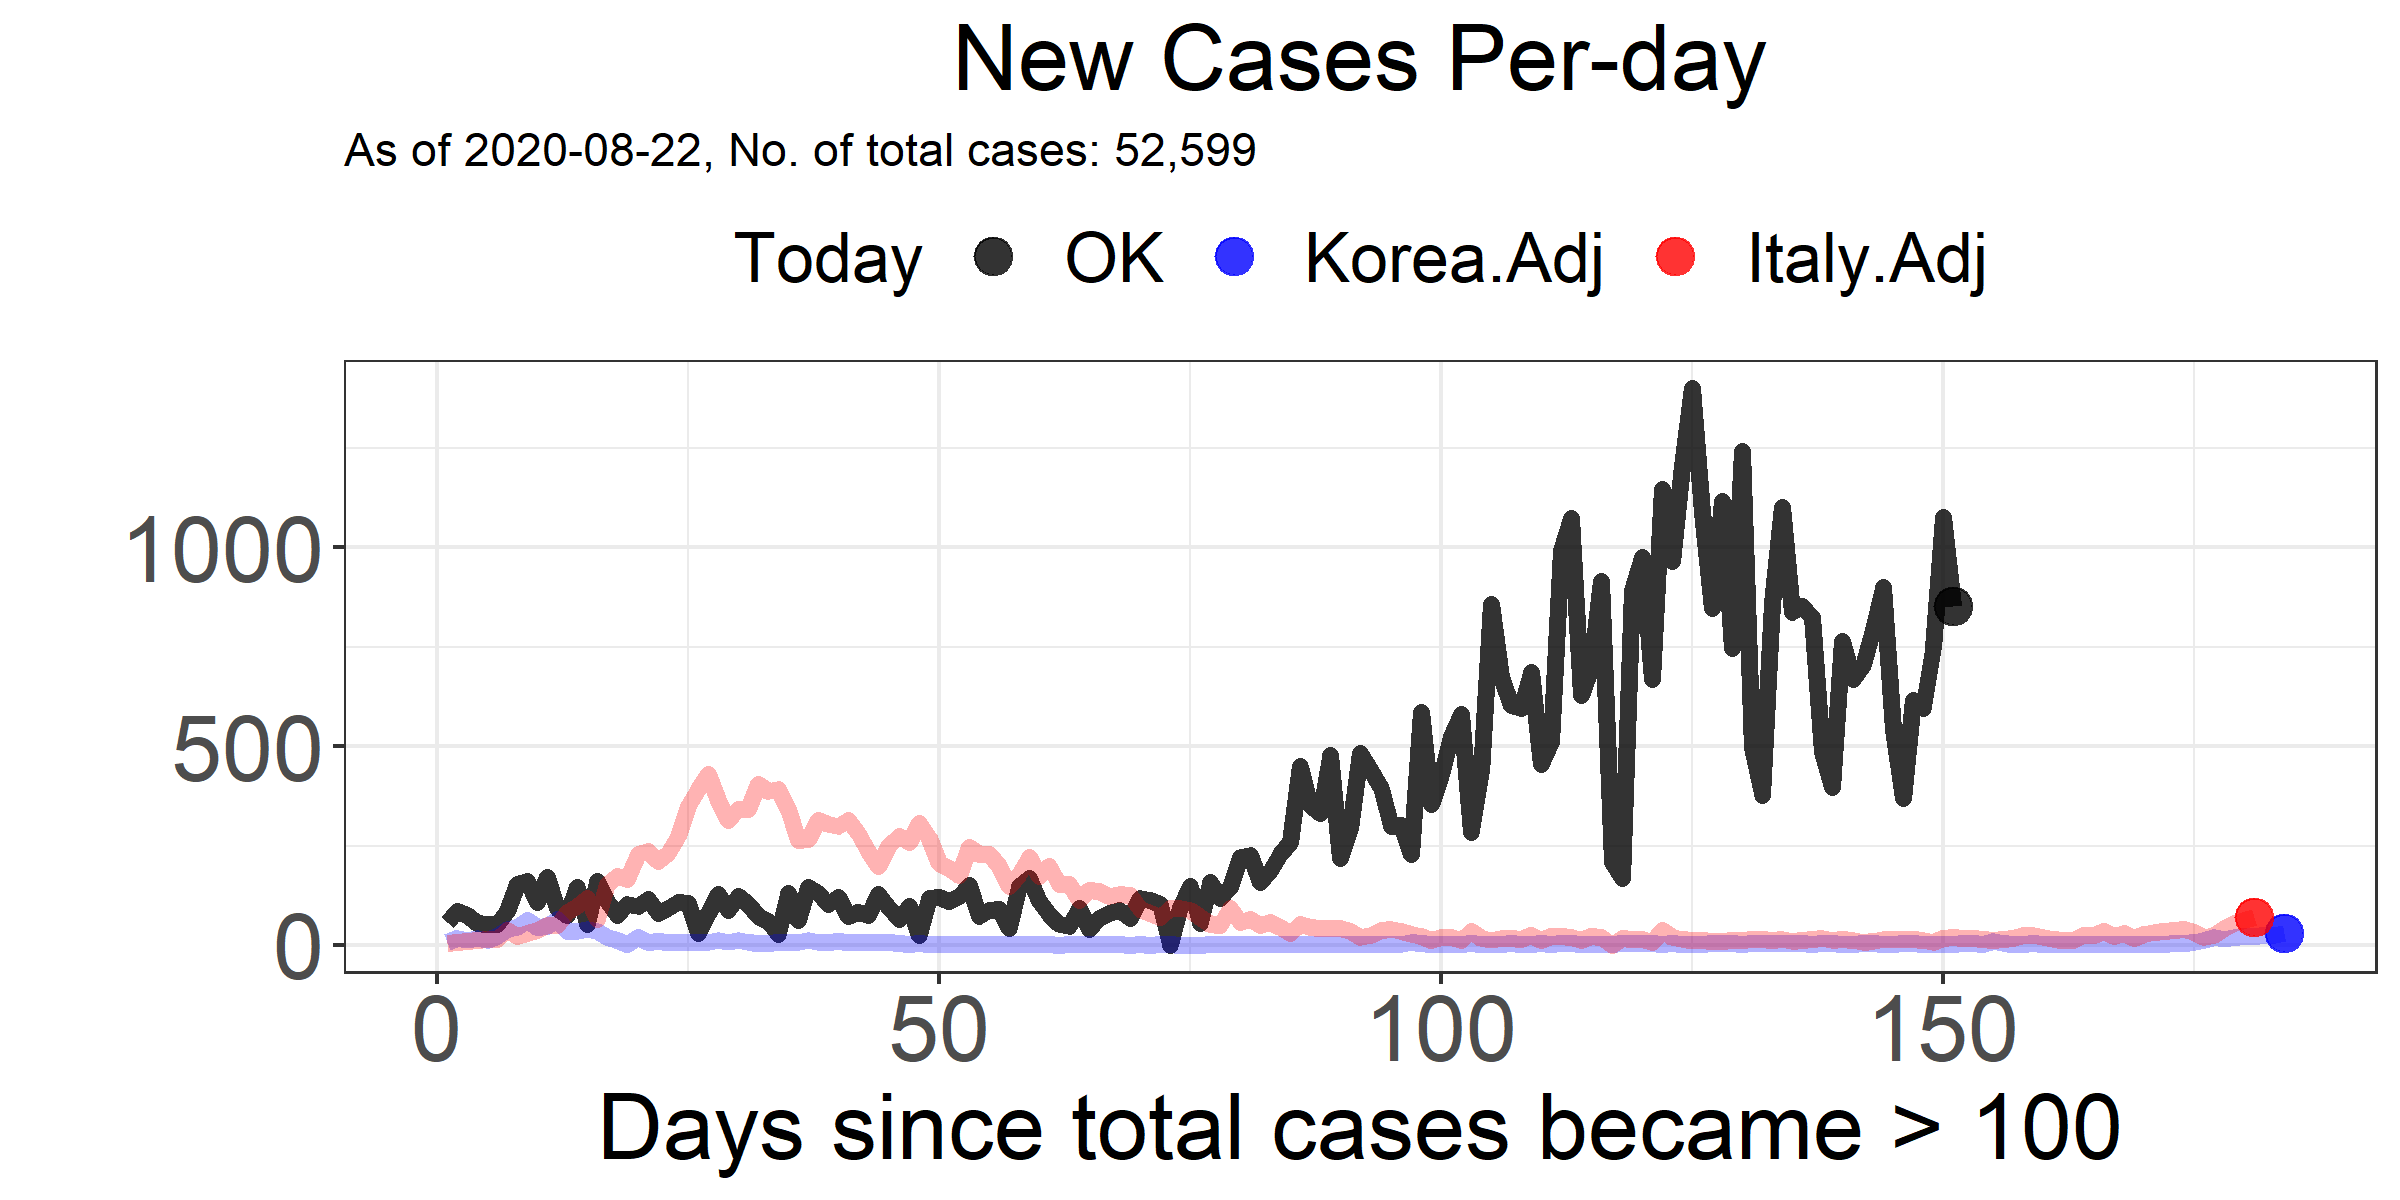 New Cases Per-day
As of 2020-08-22, No. of total cases: 52,599
Today OK Korea.Adj Italy.Adj
1000
500
0
0 50 100 150
Days since total cases became > 100